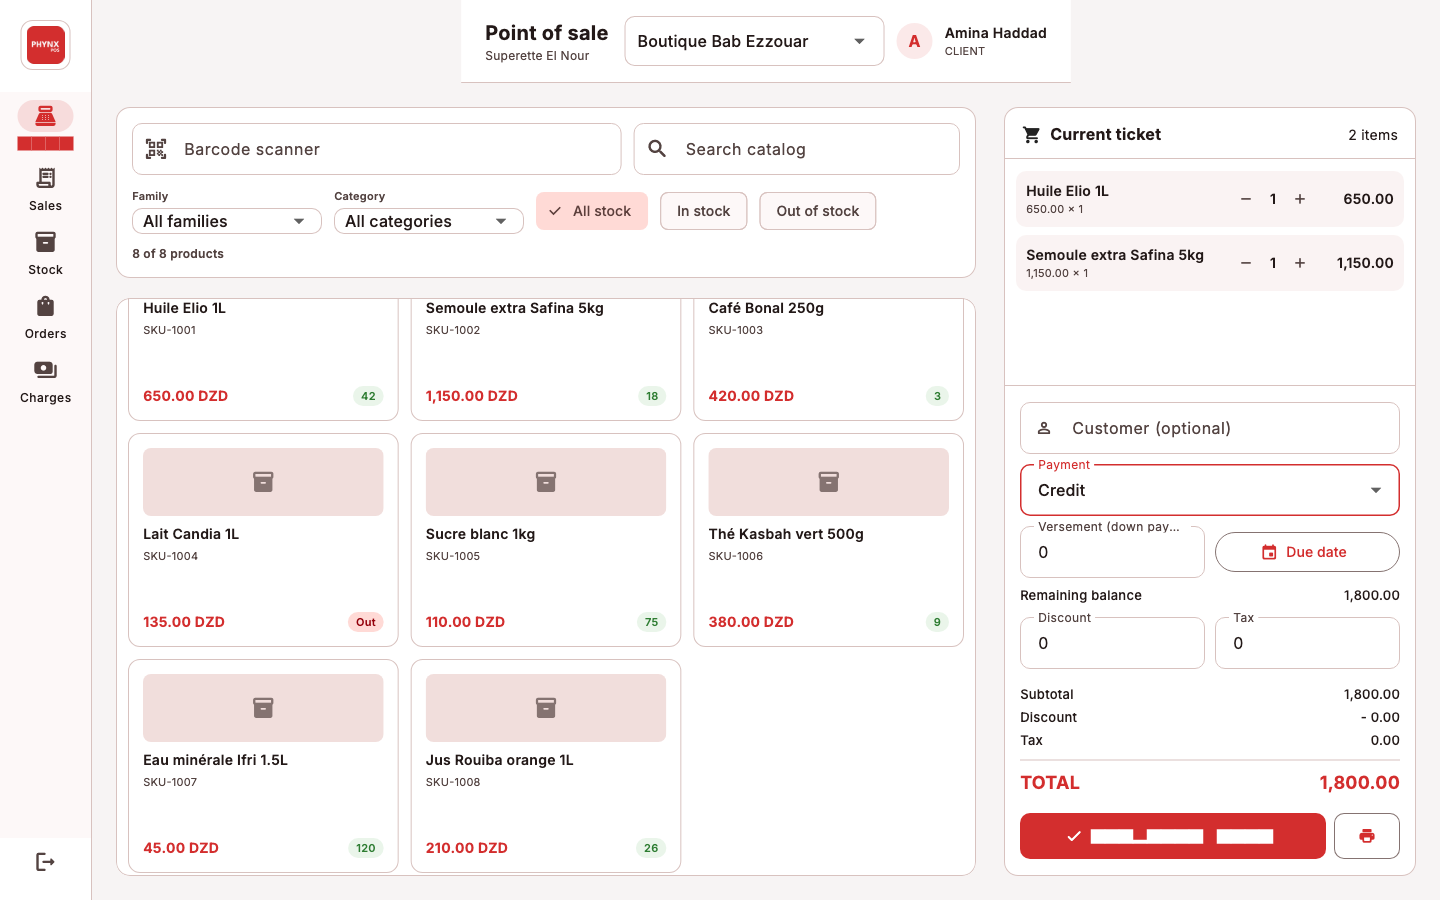 PHYNX
POS
Point of sale
Superette El Nour
Boutique Bab Ezzouar
A
Amina Haddad
CLIENT
Sales
Stock
Orders
Charges
Barcode scanner
Search catalog
Family
All families
Category
All categories
All stock
In stock
Out of stock
8 of 8 products
Huile Elio 1L
SKU-1001
650.00 DZD
42
Semoule extra Safina 5kg
SKU-1002
1,150.00 DZD
18
Café Bonal 250g
SKU-1003
420.00 DZD
3
Lait Candia 1L
SKU-1004
135.00 DZD
Out
Sucre blanc 1kg
SKU-1005
110.00 DZD
75
Thé Kasbah vert 500g
SKU-1006
380.00 DZD
9
Eau minérale Ifri 1.5L
SKU-1007
45.00 DZD
120
Jus Rouiba orange 1L
SKU-1008
210.00 DZD
26
Current ticket
2 items
Huile Elio 1L
650.00 × 1
− 1 +
650.00
Semoule extra Safina 5kg
1,150.00 × 1
− 1 +
1,150.00
Customer (optional)
Payment
Credit
Versement (down pay...
0
Due date
Remaining balance 1,800.00
Discount
0
Tax
0
Subtotal 1,800.00
Discount - 0.00
Tax 0.00
TOTAL 1,800.00